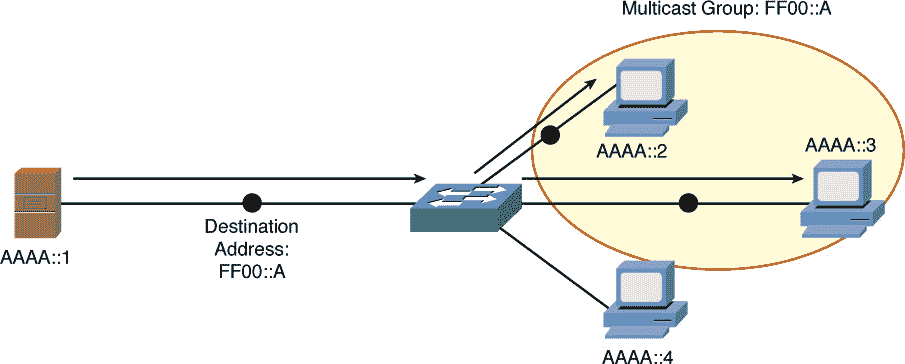 Multicast Group: FF00::A
AAAA::2
AAAA::3
Destination
Address:
FF00::A
AAAA::1
AAAA::4